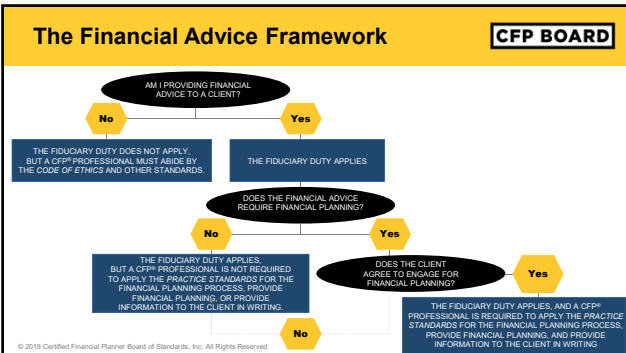 The Financial Advice Framework
CFP BOARD
AM I PROVIDING FINANCIAL
ADVICE TO A CLIENT?
No
Yes
THE FIDUCIARY DUTY DOES NOT APPLY,
BUT A CFP® PROFESSIONAL MUST ABIDE BY
THE CODE OF ETHICS AND OTHER STANDARDS.
THE FIDUCIARY DUTY APPLIES
DOES THE FINANCIAL ADVICE
REQUIRE FINANCIAL PLANNING?
No
Yes
THE FIDUCIARY DUTY APPLIES,
BUT A CFP® PROFESSIONAL IS NOT REQUIRED
TO APPLY THE PRACTICE STANDARDS FOR THE
FINANCIAL PLANNING PROCESS, PROVIDE
FINANCIAL PLANNING, OR PROVIDE
INFORMATION TO THE CLIENT IN WRITING.
DOES THE CLIENT
AGREE TO ENGAGE FOR
FINANCIAL PLANNING?
Yes
No
THE FIDUCIARY DUTY APPLIES, AND A CFP®
PROFESSIONAL IS REQUIRED TO APPLY THE PRACTICE
STANDARDS FOR THE FINANCIAL PLANNING PROCESS,
PROVIDE FINANCIAL PLANNING, AND PROVIDE
INFORMATION TO THE CLIENT IN WRITING
© 2019 Certified Financial Planner Board of Standards, Inc. All Rights Reserved.